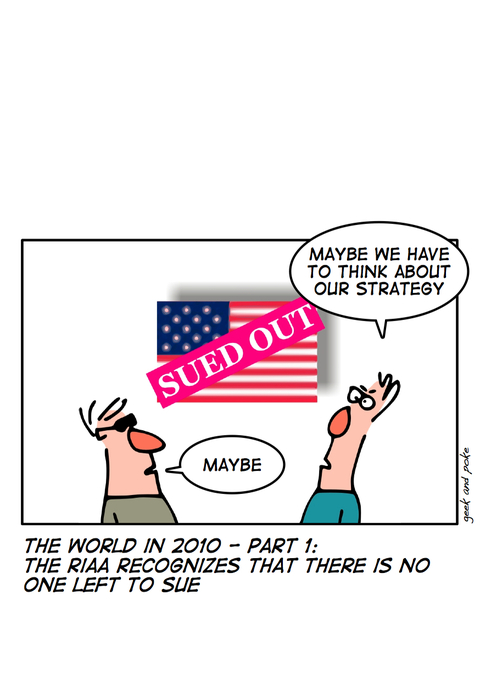 MAYBE WE HAVE
TO THINK ABOUT
OUR STRATEGY
SUED OUT
MAYBE
geek and poke
THE WORLD IN 2010 - PART 1:
THE RIAA RECOGNIZES THAT THERE IS NO
ONE LEFT TO SUE